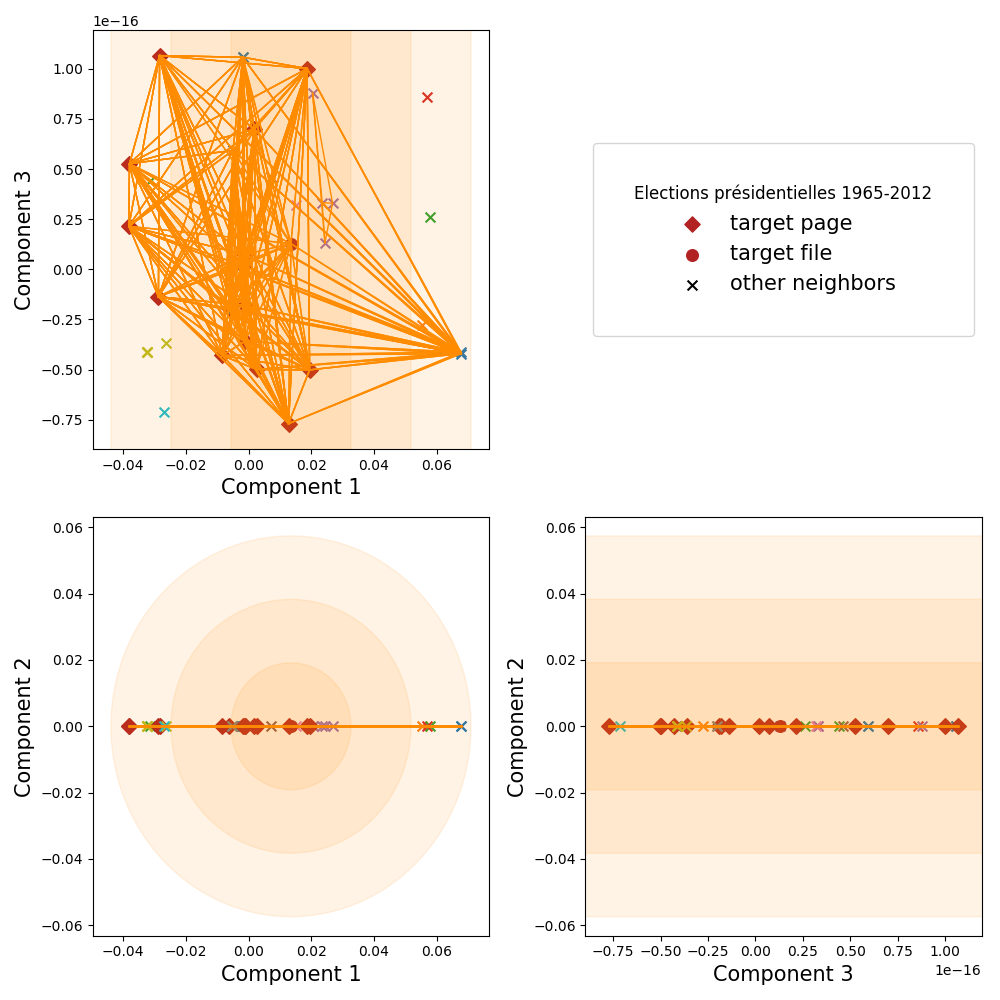 1e−16
1.00
0.75
0.50
0.25
0.00
−0.25
−0.50
−0.75
Component 3
−0.04 −0.02 0.00 0.02 0.04 0.06
Component 1
Elections présidentielles 1965-2012
target page
target file
other neighbors
0.06
0.04
0.02
0.00
−0.02
−0.04
−0.06
Component 2
−0.04 −0.02 0.00 0.02 0.04 0.06
Component 1
0.06
0.04
0.02
0.00
−0.02
−0.04
−0.06
Component 2
−0.75 −0.50 −0.25 0.00 0.25 0.50 0.75 1.00
1e−16
Component 3